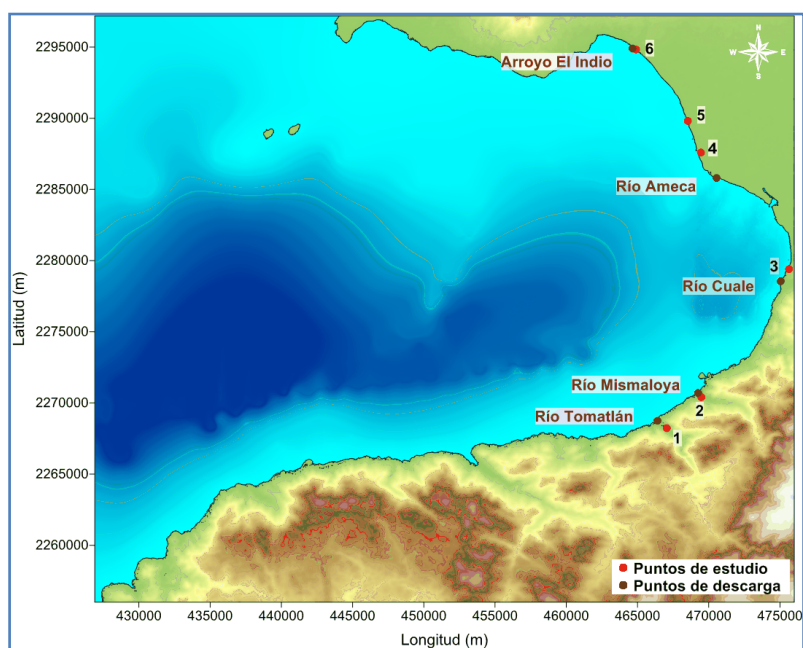 2295000
2290000
2285000
2280000
2275000
2270000
2265000
2260000
Latitud (m)
N
W E
S
Arroyo El Indio
6
5
4
Río Ameca
3
Río Cuale
Río Mismaloya
2
Río Tomatlán
1
Puntos de estudio
Puntos de descarga
430000 435000 440000 445000 450000 455000 460000 465000 470000 475000
Longitud (m)